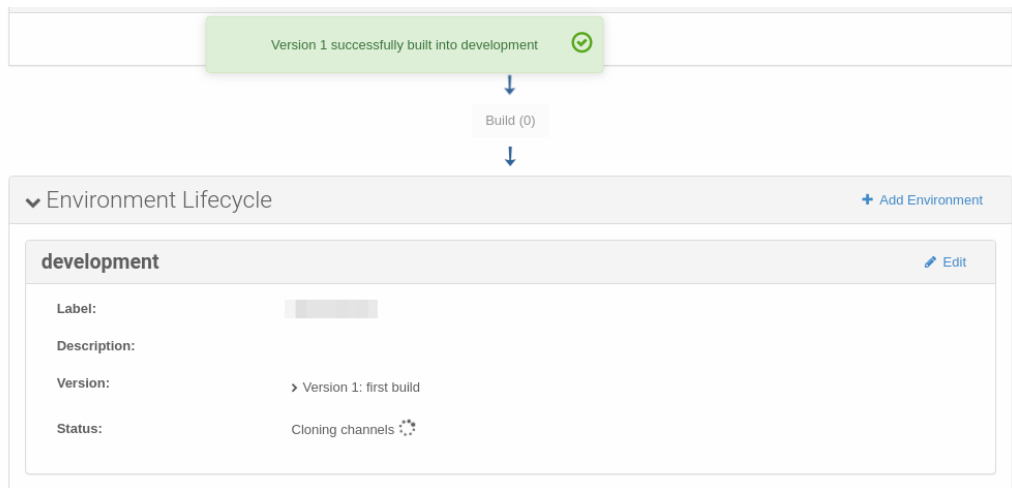 Version 1 successfully built into development
Build (0)
Environment Lifecycle
Add Environment
development
Edit
Label:
Description:
Version:
Version 1: first build
Status:
Cloning channels